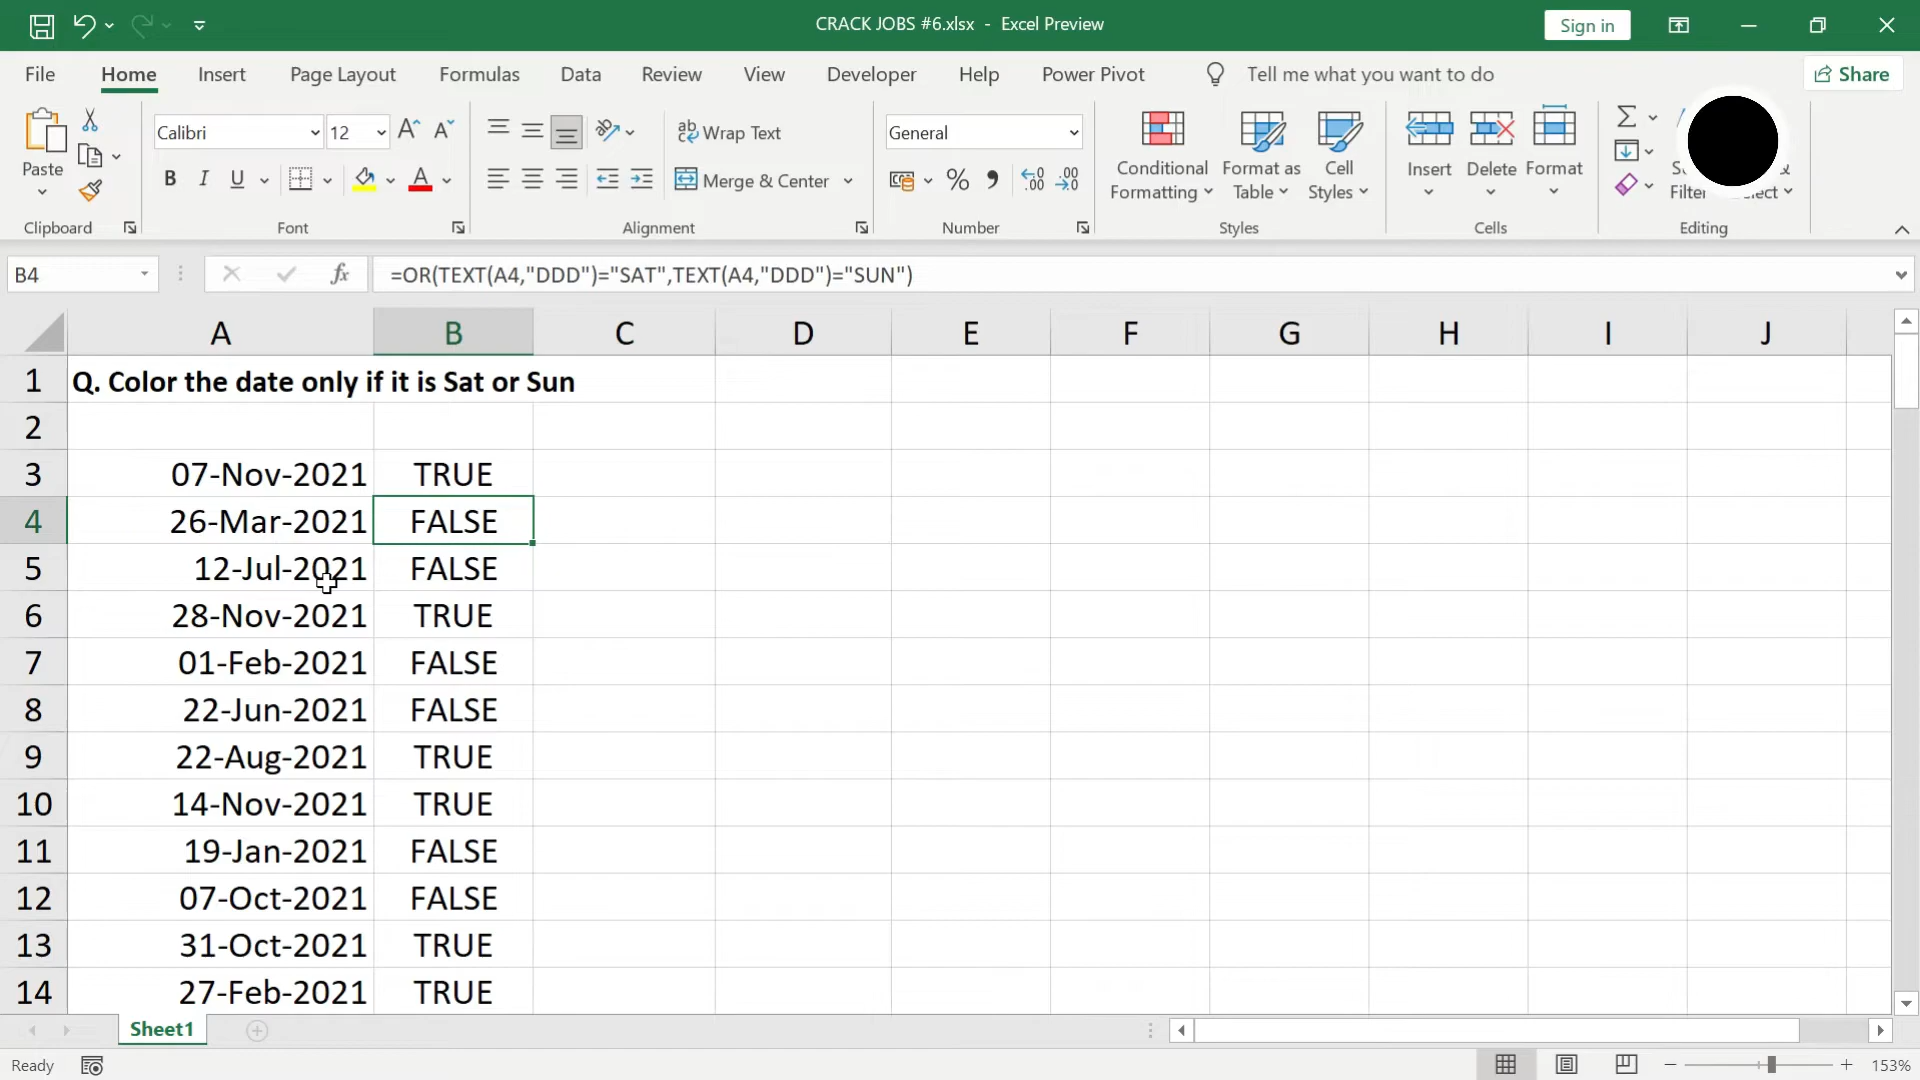 CRACK JOBS #6.xlsx - Excel Preview
Sign in
File Home Insert Page Layout Formulas Data Review View Developer Help Power Pivot Tell me what you want to do Share
Paste
Clipboard
Calibri 12
B I U
Font
ab Wrap Text
Merge & Center
Alignment
General
% 9
Number
Conditional Formatting
Format as Table
Cell Styles
Styles
Insert Delete Format
Cells
Filter
Editing
B4 fx =OR(TEXT(A4,"DDD")="SAT",TEXT(A4,"DDD")="SUN")
A B C D E F G H I J
1 Q. Color the date only if it is Sat or Sun
2
3 07-Nov-2021 TRUE
4 26-Mar-2021 FALSE
5 12-Jul-2021 FALSE
6 28-Nov-2021 TRUE
7 01-Feb-2021 FALSE
8 22-Jun-2021 FALSE
9 22-Aug-2021 TRUE
10 14-Nov-2021 TRUE
11 19-Jan-2021 FALSE
12 07-Oct-2021 FALSE
13 31-Oct-2021 TRUE
14 27-Feb-2021 TRUE
Sheet1
Ready 153%